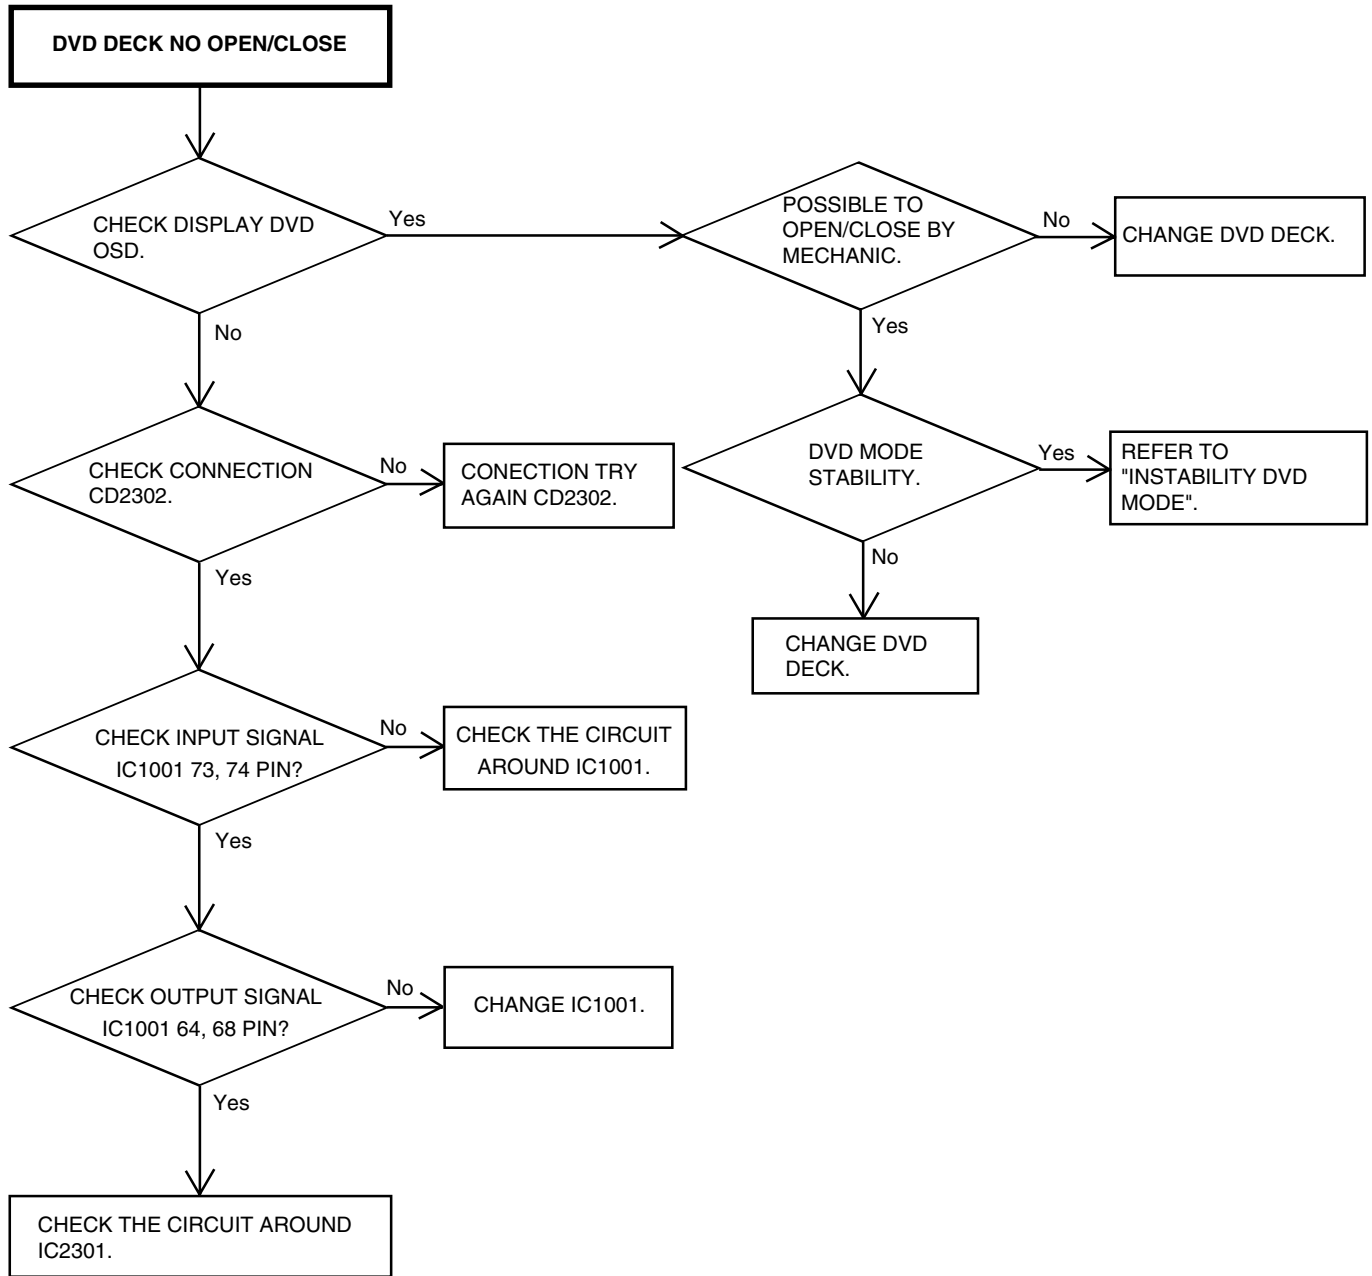 DVD DECK NO OPEN/CLOSE
CHECK DISPLAY DVD
OSD.
Yes
No
POSSIBLE TO
OPEN/CLOSE BY
MECHANIC.
No
CHANGE DVD DECK.
Yes
DVD MODE
STABILITY.
Yes
REFER TO
"INSTABILITY DVD
MODE".
No
CHANGE DVD
DECK.
CHECK CONNECTION
CD2302.
No
CONECTION TRY
AGAIN CD2302.
Yes
CHECK INPUT SIGNAL
IC1001 73, 74 PIN?
No
CHECK THE CIRCUIT
AROUND IC1001.
Yes
CHECK OUTPUT SIGNAL
IC1001 64, 68 PIN?
No
CHANGE IC1001.
Yes
CHECK THE CIRCUIT AROUND
IC2301.